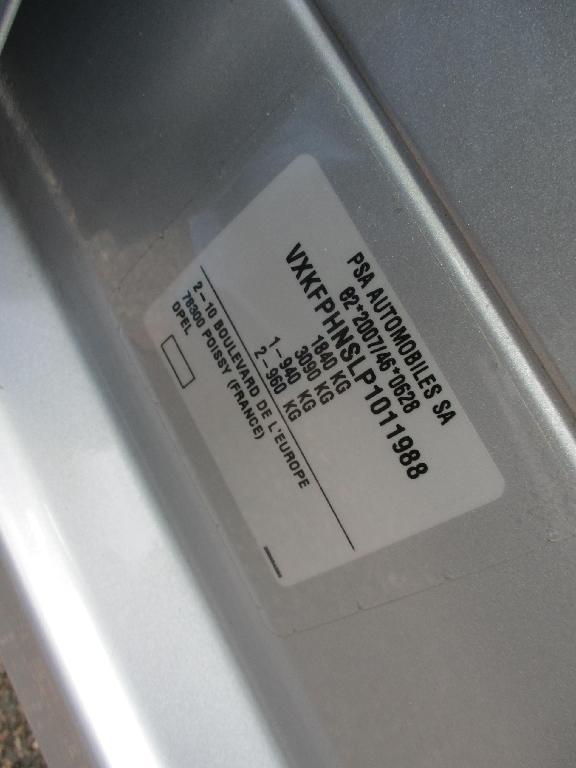 PSA AUTOMOBILES SA
82*2007/46*0628
VXKFPHNSLP1011988
1840 KG
3090 KG
1-940 KG
2-960 KG
2-10 BOULEVARD DE L'EUROPE
78300 POISSY (FRANCE)
OPEL